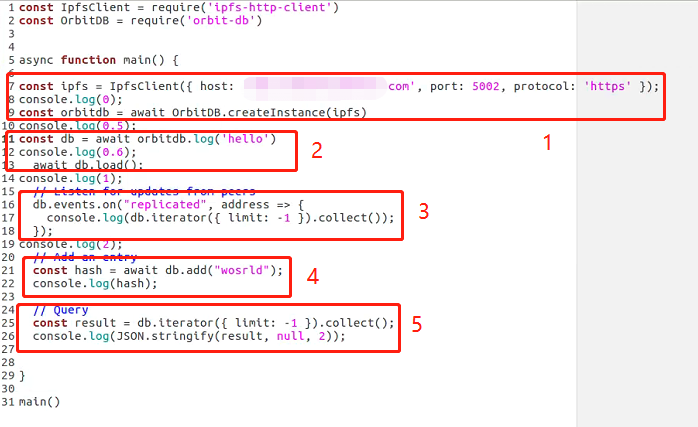 1 const IpfsClient = require('ipfs-http-client')
2 const OrbitDB = require('orbit-db')
3
4
5 async function main() {
6
7 const ipfs = IpfsClient({ host: com', port: 5002, protocol: 'https' });
8 console.log(0);
9 const orbitdb = await OrbitDB.createInstance(ipfs)
10 console.log(0.5);
1
11 const db = await orbitdb.log('hello')
12 console.log(0.6);
13 await db.load();
2
14 console.log(1);
15 // Listen for updates from peers
16 db.events.on("replicated", address => {
17 console.log(db.iterator({ limit: -1 }).collect());
18 });
3
19 console.log(2);
20 // Add an entry
21 const hash = await db.add("wosrld");
22 console.log(hash);
4
23
24 // Query
25 const result = db.iterator({ limit: -1 }).collect();
26 console.log(JSON.stringify(result, null, 2));
5
27
28
29 }
30
31 main()